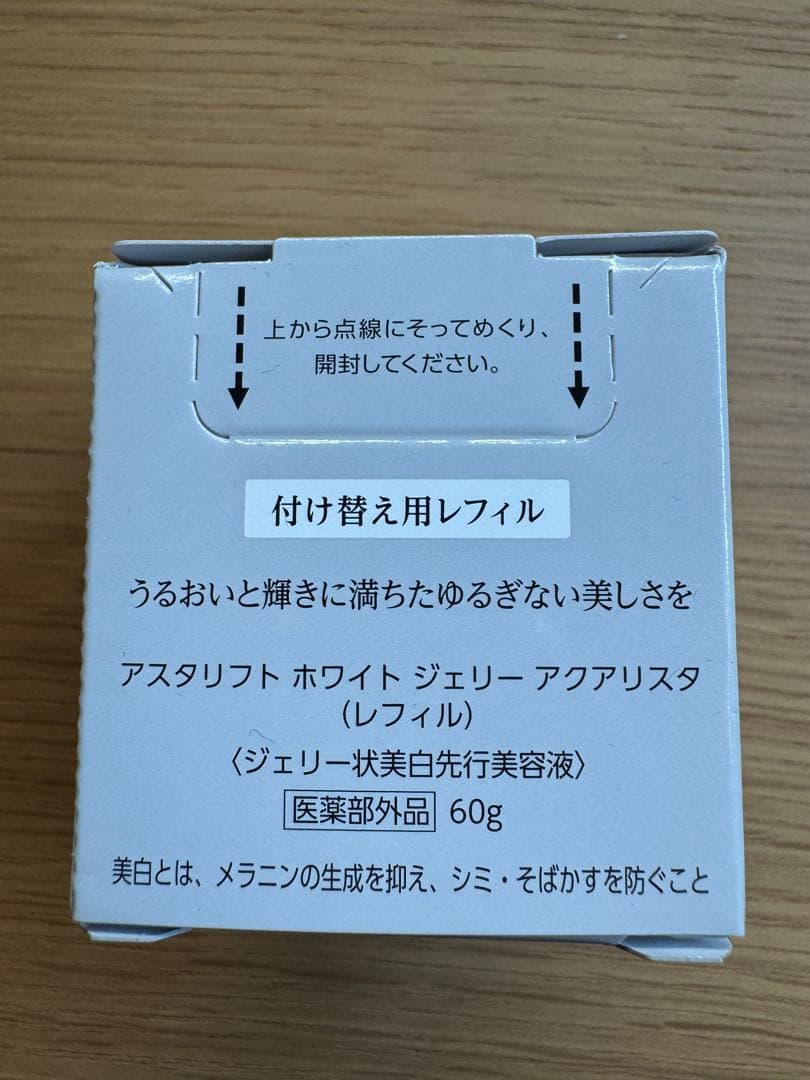 上から点線にそってめくり、
開封してください。
付け替え用レフィル
うるおいと輝きに満ちたゆるぎない美しさを
アスタリフト ホワイト ジェリー アクアリスタ
（レフィル）
〈ジェリー状美白先行美容液〉
医薬部外品 60g
美白とは、メラニンの生成を抑え、シミ・そばかすを防ぐこと